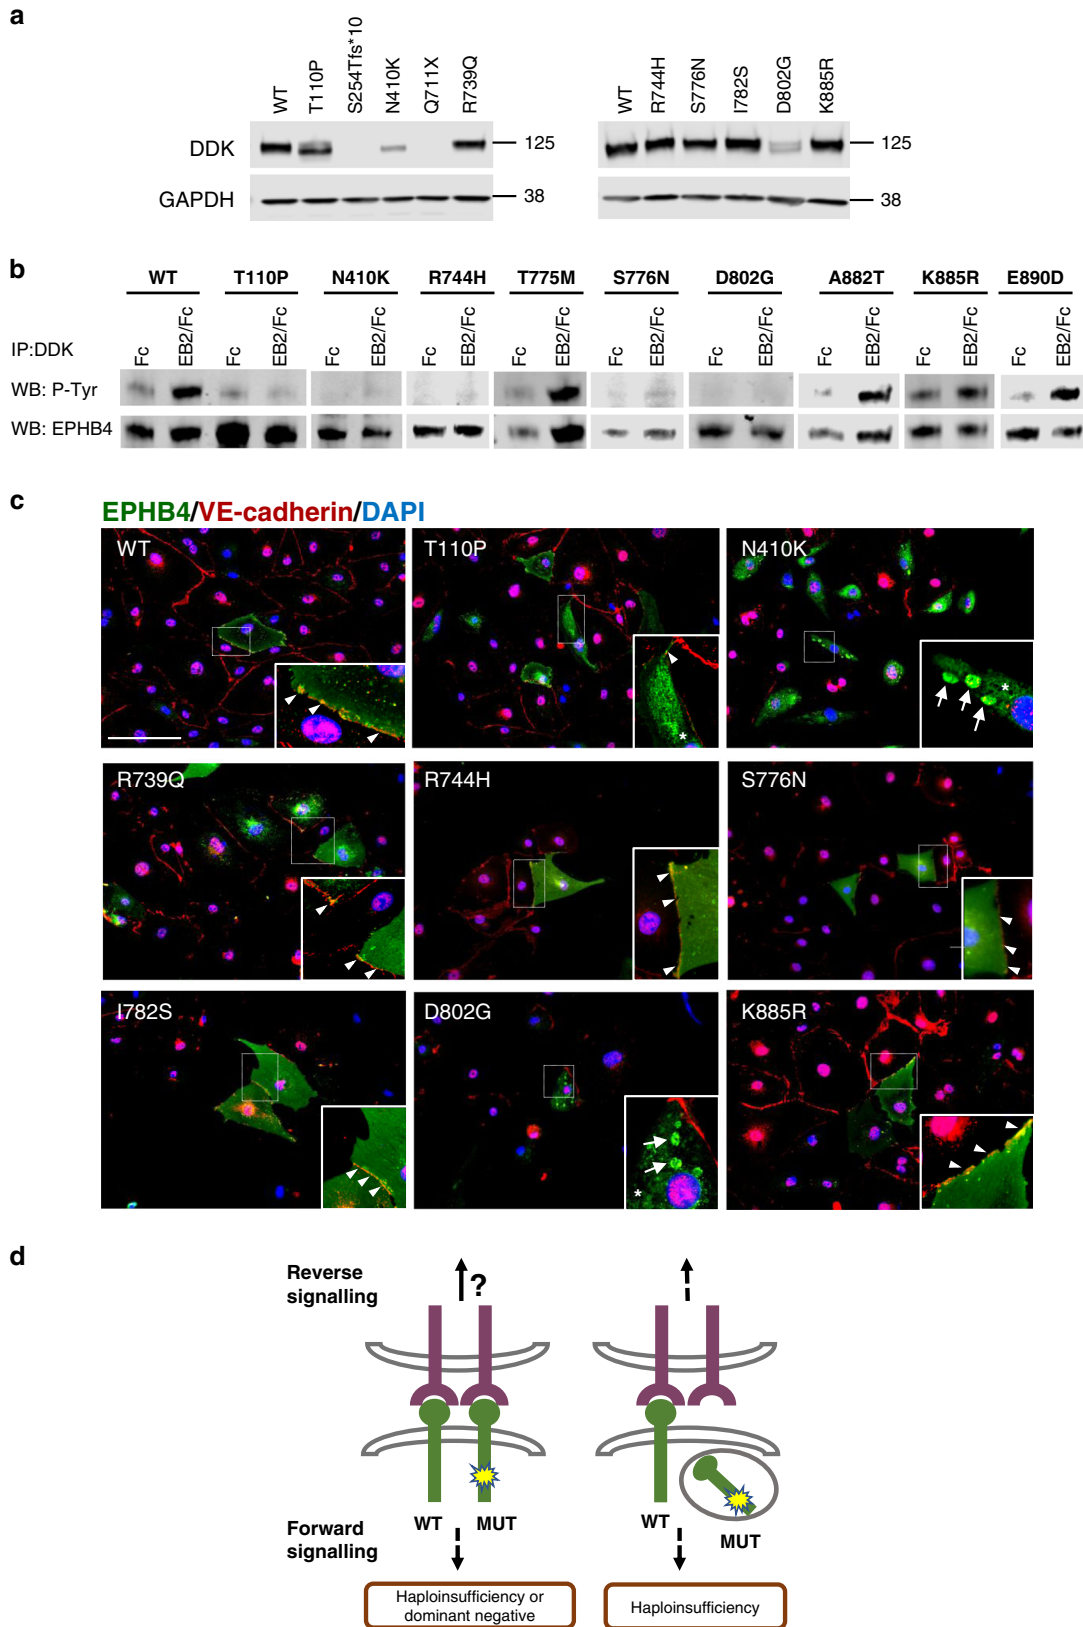 a
WT
T110P
S254Tfs*10
N410K
Q711X
R739Q
WT
R744H
S776N
I782S
D802G
K885R
DDK
125
125
GAPDH
38
38
b
WT T110P N410K R744H T775M S776N D802G A882T K885R E890D
IP:DDK
Fc EB2/Fc Fc EB2/Fc Fc EB2/Fc Fc EB2/Fc Fc EB2/Fc Fc EB2/Fc Fc EB2/Fc Fc EB2/Fc Fc EB2/Fc Fc EB2/Fc
WB: P-Tyr
WB: EPHB4
c
EPHB4/VE-cadherin/DAPI
WT
T110P
N410K
*
*
R739Q
R744H
S776N
I782S
D802G
K885R
*
d
Reverse
signalling
?
WT
MUT
WT
MUT
Forward
signalling
Haploinsufficiency or
dominant negative
Haploinsufficiency